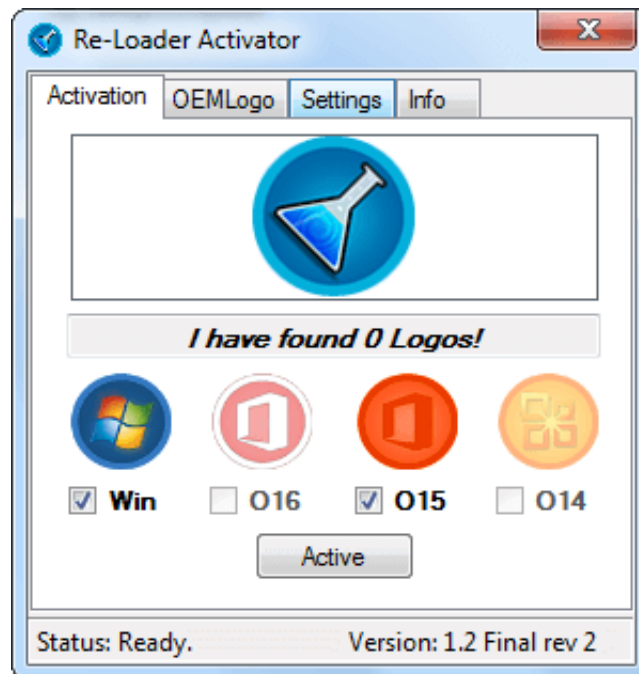 Re-Loader Activator
Activation OEMLogo Settings Info
I have found 0 Logos!
Win O16 O15 O14
Active
Status: Ready. Version: 1.2 Final rev 2